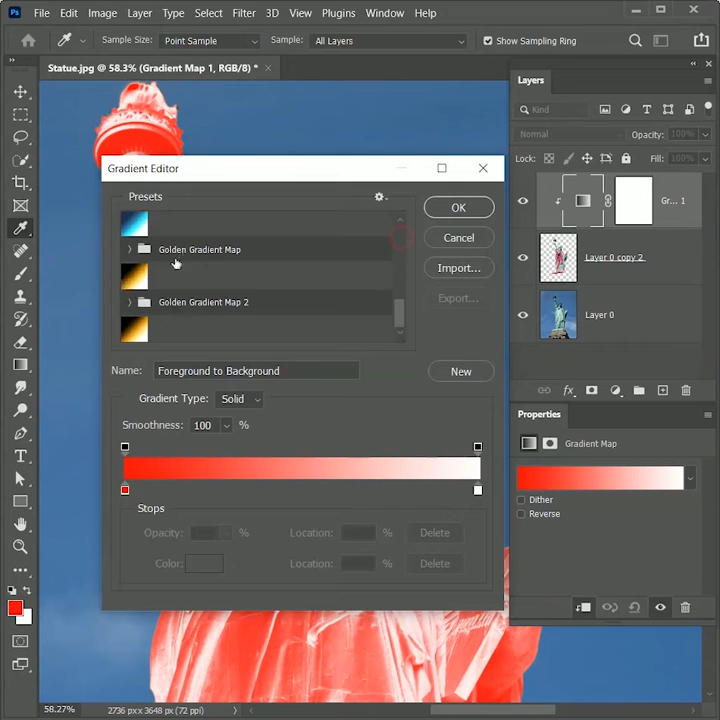 Ps File Edit Image Layer Type Select Filter 3D View Plugins Window Help
Sample Size: Point Sample Sample: All Layers Show Sampling Ring
Statue.jpg @ 58.3% (Gradient Map 1, RGB/8) *
Layers
Kind
Normal Opacity: 100%
Lock: Fill: 100%
Gr... 1
Layer 0 copy 2
Layer 0
fx
Properties
Gradient Map
Dither
Reverse
Gradient Editor
Presets
Golden Gradient Map
Golden Gradient Map 2
OK
Cancel
Import...
Export...
Name: Foreground to Background
New
Gradient Type: Solid
Smoothness: 100 %
Stops
Opacity: % Location: % Delete
Color: Location: % Delete
58.27% 2736 px x 3648 px (72 ppi)